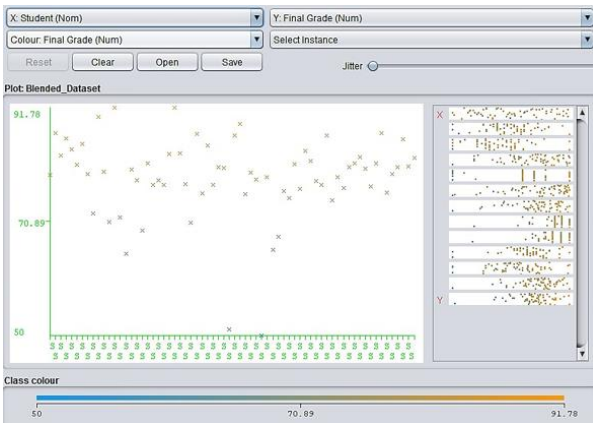 X: Student (Nom)
Y: Final Grade (Num)
Colour: Final Grade (Num)
Select Instance
Reset
Clear
Open
Save
Jitter
Plot: Blended_Dataset
91.78
X
70.89
50
Y
S S S S S S S S S S S S S S S S S S S S S S S S S S S S S S S S S S
S S S S S S S S S S S S S S S S S S S S S S S S S S S S S S S S S S
Class colour
50
70.89
91.78